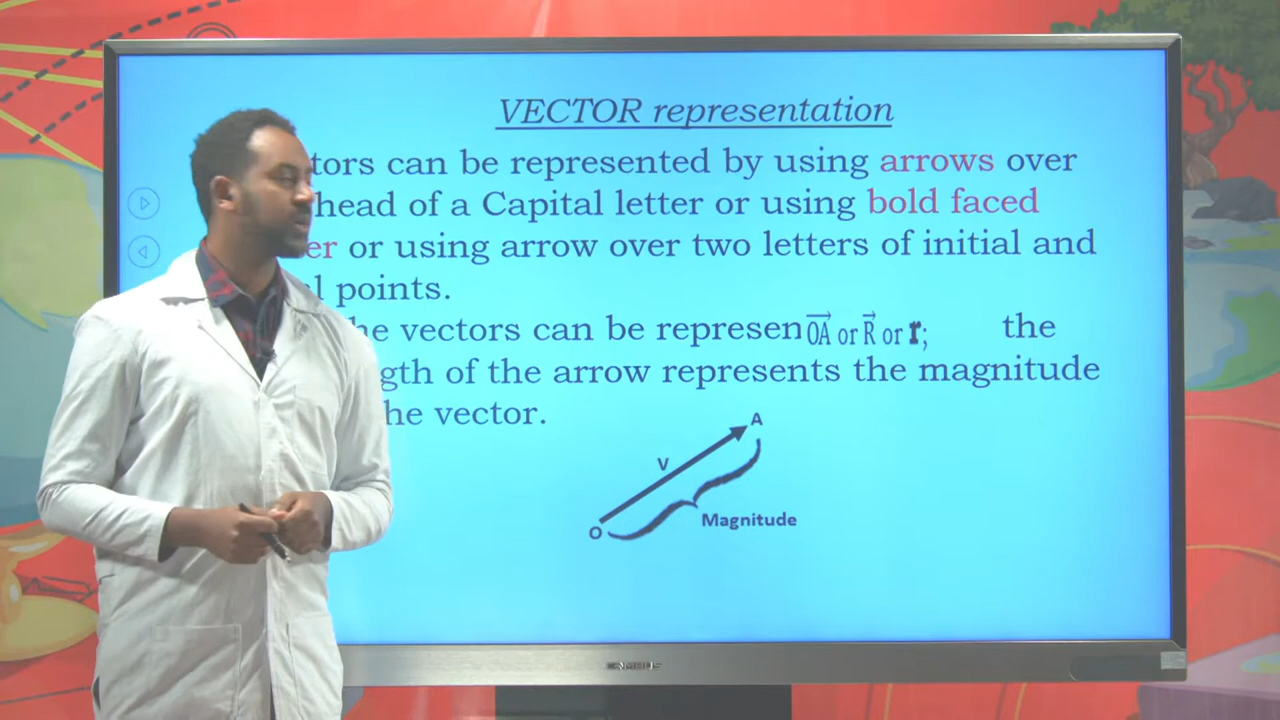 VECTOR representation
tors can be represented by using arrows over
head of a Capital letter or using bold faced
er or using arrow over two letters of initial and
l points.
he vectors can be represen OA or R or r; the
gth of the arrow represents the magnitude
he vector.
A
V
Magnitude
O